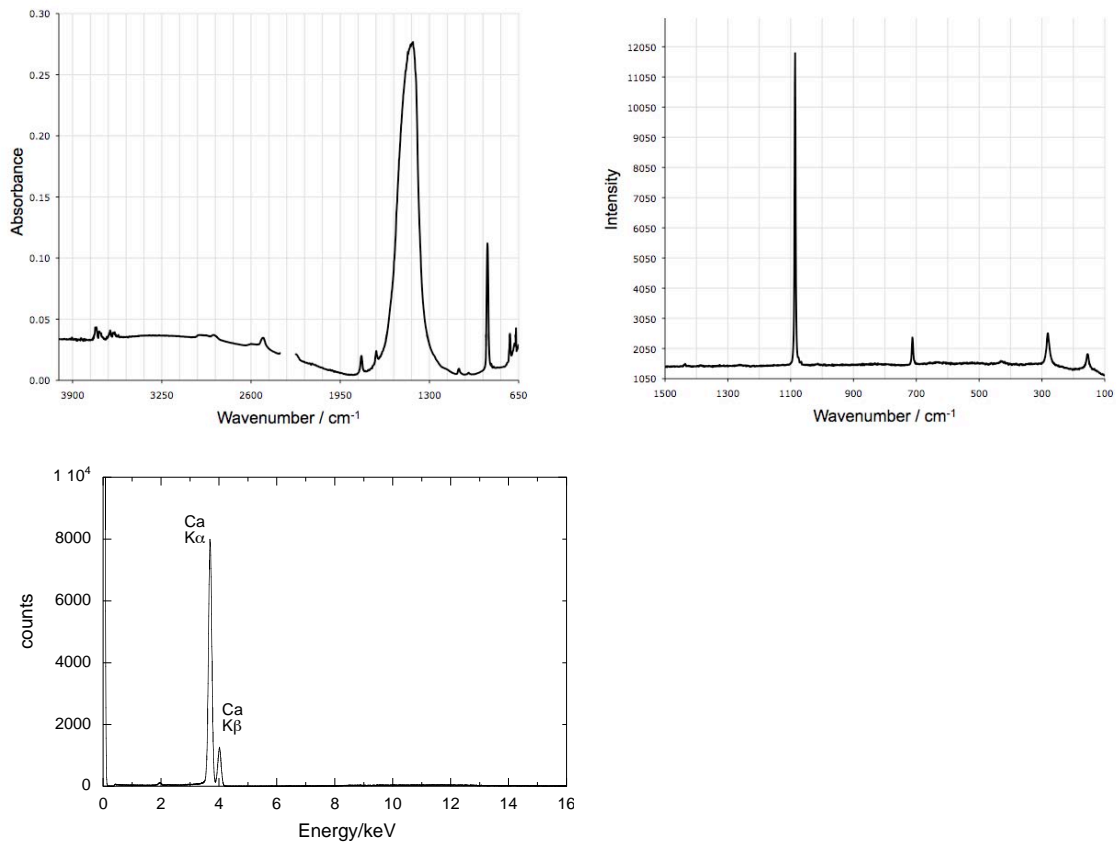 0.30
0.25
0.20
0.15
0.10
0.05
0.00
Absorbance
3900 3250 2600 1950 1300 650
Wavenumber / cm-1
12050
11050
10050
9050
8050
7050
6050
5050
4050
3050
2050
1050
Intensity
1500 1300 1100 900 700 500 300 100
Wavenumber / cm-1
1 10⁴
8000
6000
4000
2000
0
counts
Ca
Kα
Ca
Kβ
0 2 4 6 8 10 12 14 16
Energy/keV